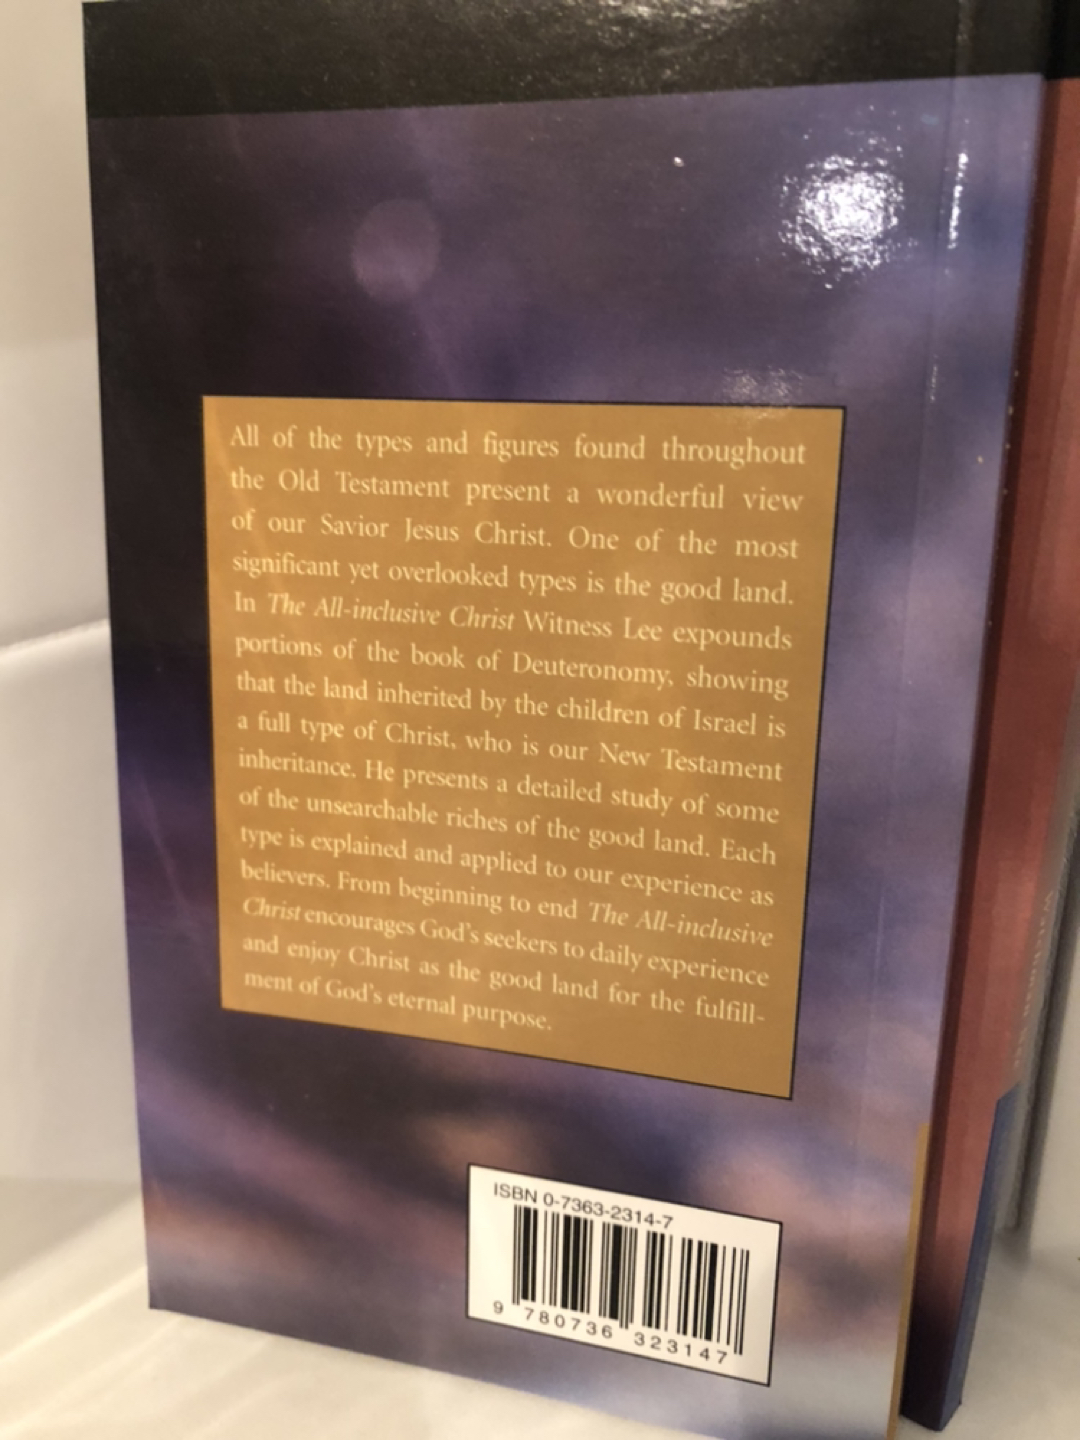 All of the types and figures found throughout
the Old Testament present a wonderful view
of our Savior Jesus Christ. One of the most
significant yet overlooked types is the good land.
In The All-inclusive Christ Witness Lee expounds
portions of the book of Deuteronomy, showing
that the land inherited by the children of Israel is
a full type of Christ, who is our New Testament
inheritance. He presents a detailed study of some
of the unsearchable riches of the good land. Each
type is explained and applied to our experience as
believers. From beginning to end The All-inclusive
Christ encourages God's seekers to daily experience
and enjoy Christ as the good land for the fulfill-
ment of God's eternal purpose.
ISBN 0-7363-2314-7
9 780736 323147